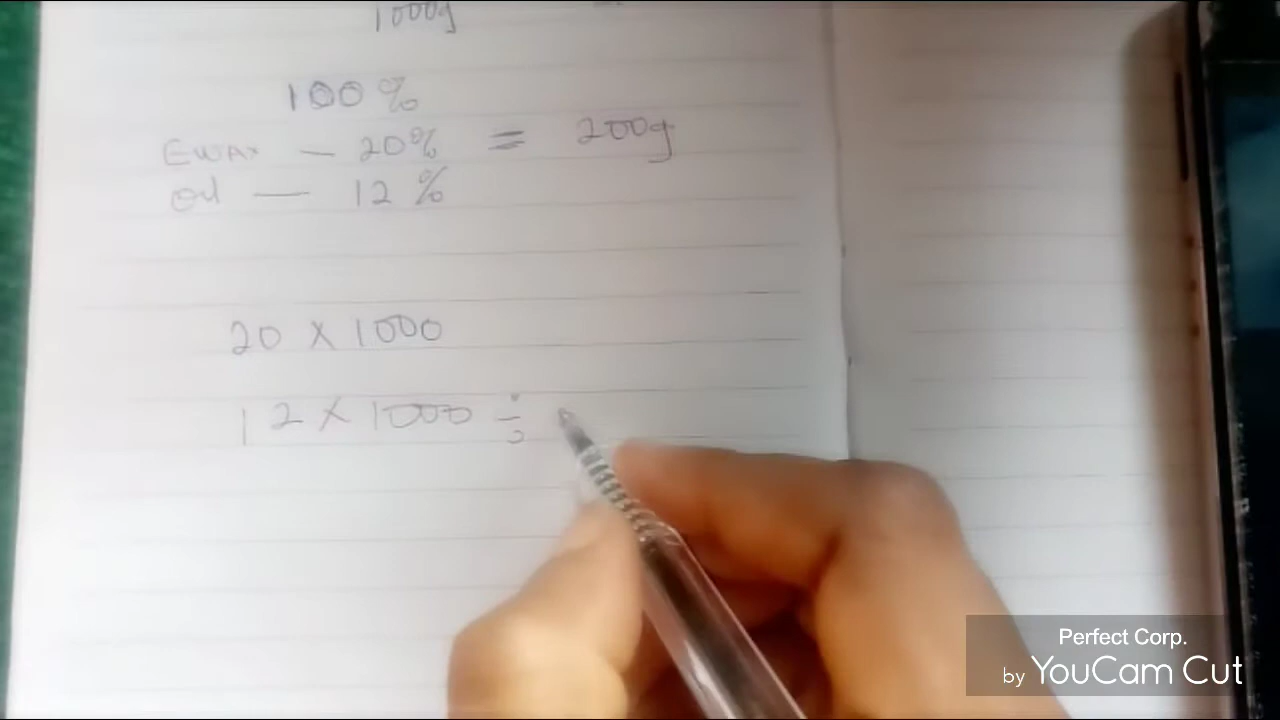 1000g
100%
Ewax — 20% = 200g
Oil — 12%
20 X 1000
12 X 1000 ÷
Perfect Corp.
by YouCam Cut